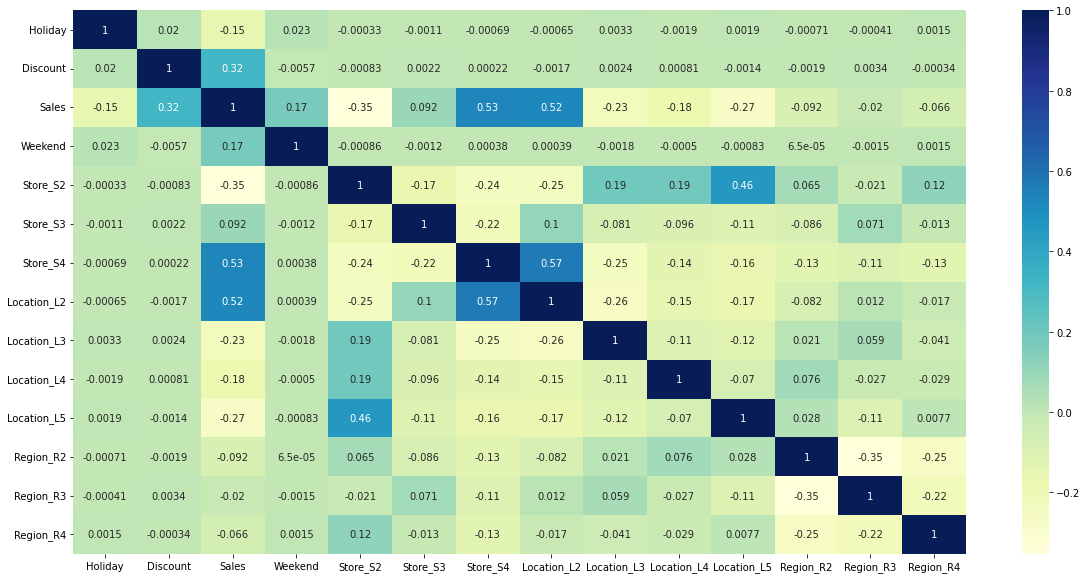 Holiday 1 0.02 -0.15 0.023 -0.00033 -0.0011 -0.00069 -0.00065 0.0033 -0.0019 0.0019 -0.00071 -0.00041 0.0015
Discount 0.02 1 0.32 -0.0057 -0.00083 0.0022 0.00022 -0.0017 0.0024 0.00081 -0.0014 -0.0019 0.0034 -0.00034
Sales -0.15 0.32 1 0.17 -0.35 0.092 0.53 0.52 -0.23 -0.18 -0.27 -0.092 -0.02 -0.066
Weekend 0.023 -0.0057 0.17 1 -0.00086 -0.0012 0.00038 0.00039 -0.0018 -0.0005 -0.00083 6.5e-05 -0.0015 0.0015
Store_S2 -0.00033 -0.00083 -0.35 -0.00086 1 -0.17 -0.24 -0.25 0.19 0.19 0.46 0.065 -0.021 0.12
Store_S3 -0.0011 0.0022 0.092 -0.0012 -0.17 1 -0.22 0.1 -0.081 -0.096 -0.11 -0.086 0.071 -0.013
Store_S4 -0.00069 0.00022 0.53 0.00038 -0.24 -0.22 1 0.57 -0.25 -0.14 -0.16 -0.13 -0.11 -0.13
Location_L2 -0.00065 -0.0017 0.52 0.00039 -0.25 0.1 0.57 1 -0.26 -0.15 -0.17 -0.082 0.012 -0.017
Location_L3 0.0033 0.0024 -0.23 -0.0018 0.19 -0.081 -0.25 -0.26 1 -0.11 -0.12 0.021 0.059 -0.041
Location_L4 -0.0019 0.00081 -0.18 -0.0005 0.19 -0.096 -0.14 -0.15 -0.11 1 -0.07 0.076 -0.027 -0.029
Location_L5 0.0019 -0.0014 -0.27 -0.00083 0.46 -0.11 -0.16 -0.17 -0.12 -0.07 1 0.028 -0.11 0.0077
Region_R2 -0.00071 -0.0019 -0.092 6.5e-05 0.065 -0.086 -0.13 -0.082 0.021 0.076 0.028 1 -0.35 -0.25
Region_R3 -0.00041 0.0034 -0.02 -0.0015 -0.021 0.071 -0.11 0.012 0.059 -0.027 -0.11 -0.35 1 -0.22
Region_R4 0.0015 -0.00034 -0.066 0.0015 0.12 -0.013 -0.13 -0.017 -0.041 -0.029 0.0077 -0.25 -0.22 1
Holiday Discount Sales Weekend Store_S2 Store_S3 Store_S4 Location_L2 Location_L3 Location_L4 Location_L5 Region_R2 Region_R3 Region_R4
1.0
0.8
0.6
0.4
0.2
0.0
−0.2